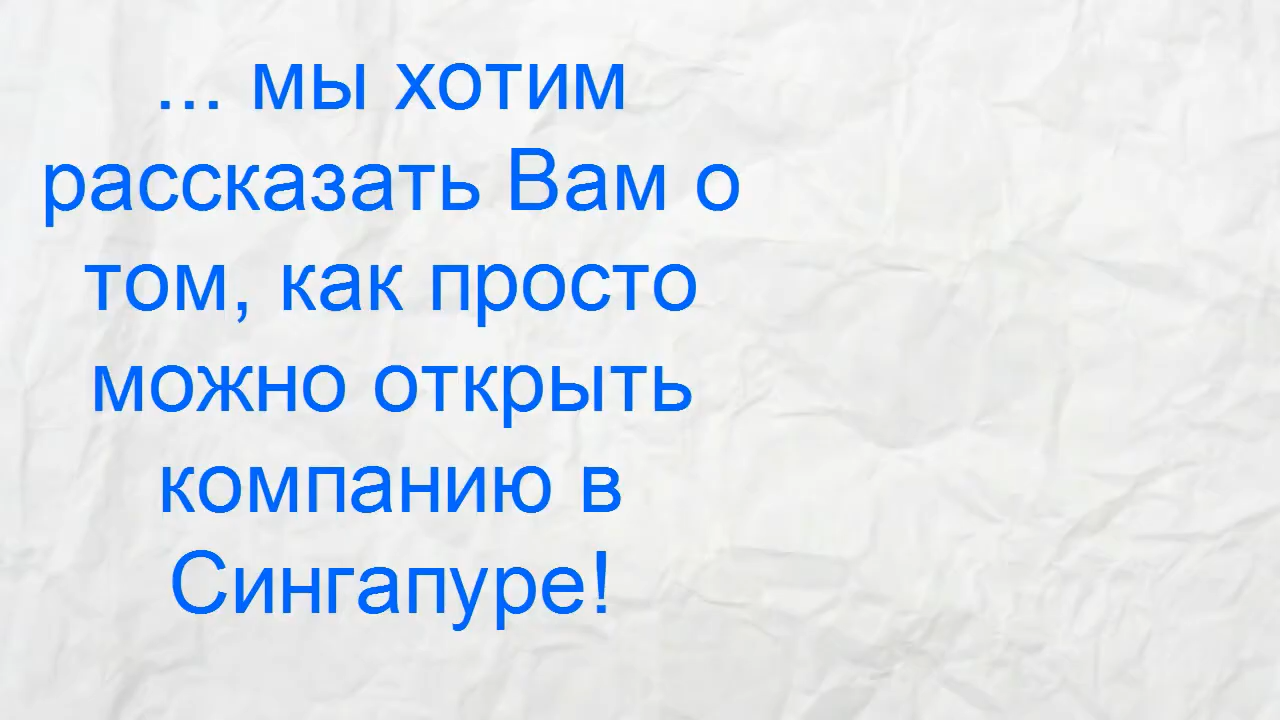 ... мы хотим
рассказать Вам о
том, как просто
можно открыть
компанию в
Сингапуре!